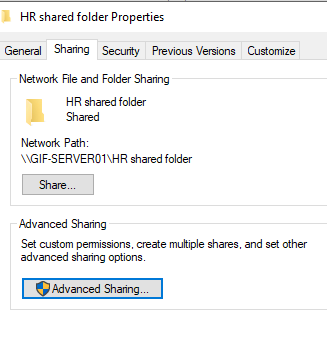 HR shared folder Properties
General Sharing Security Previous Versions Customize
Network File and Folder Sharing
HR shared folder
Shared
Network Path:
\\GIF-SERVER01\HR shared folder
Share...
Advanced Sharing
Set custom permissions, create multiple shares, and set other
advanced sharing options.
Advanced Sharing...